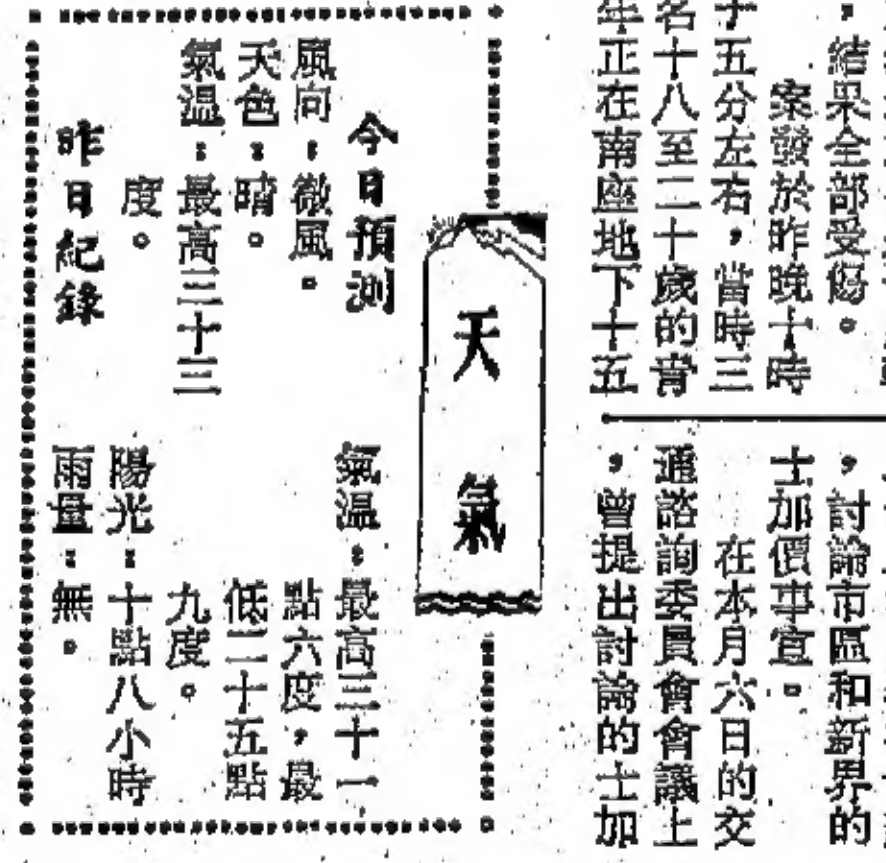 ，結果全部受傷。
案發於昨晚十時
五分左右，當時三
名十八至二十歲的青
年正在南座地下十五
，討論市區和新界的
士加價事宜。
在本月六日的交
通諮詢委員會會議上
，曾提出討論的士加
天氣
今日預測
風向：微風。
天色：晴。
氣温：最高三十三
度。
昨日紀錄
氣温：最高三十一
點六度，最
低二十五點
九度。
陽光：十點八小時
雨量：無。